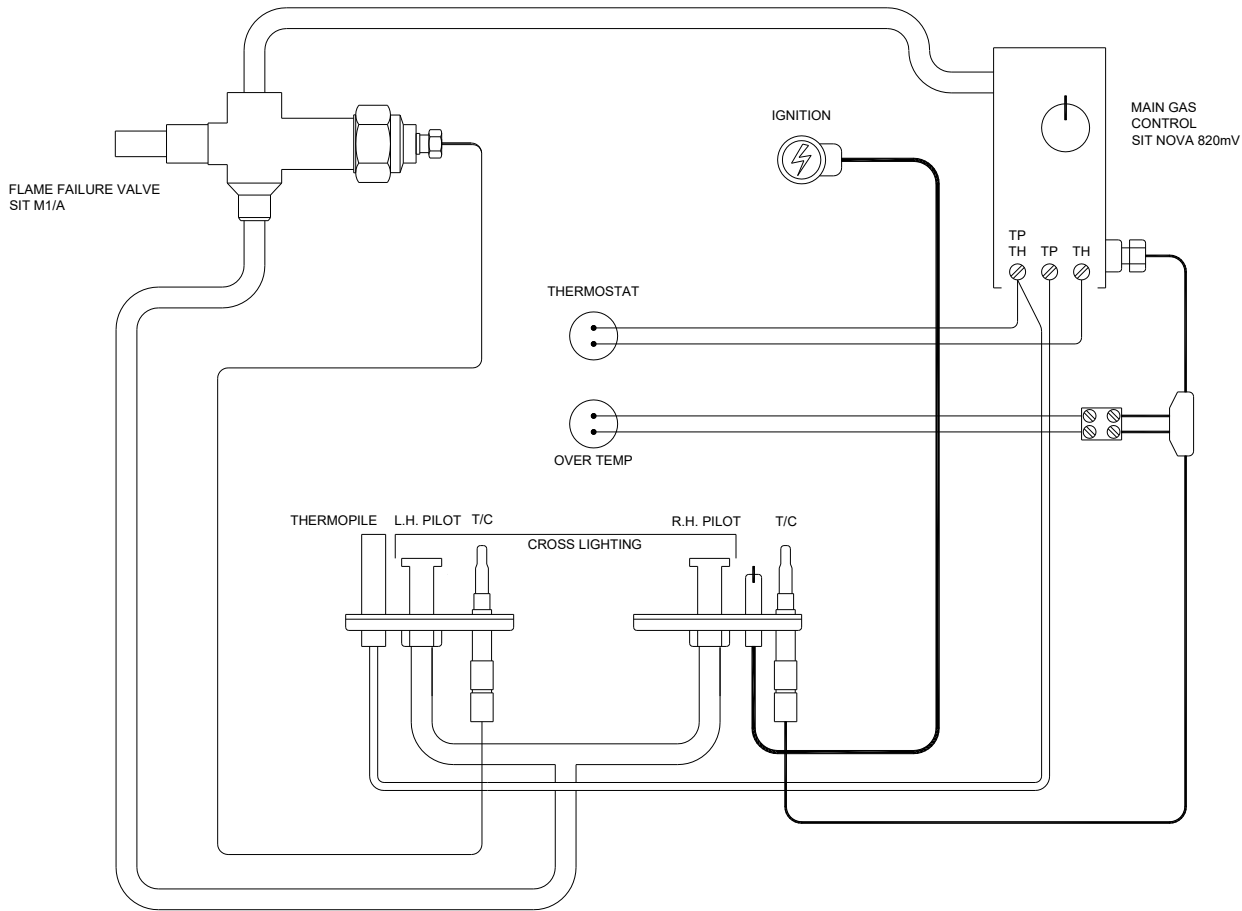 IGNITION
MAIN GAS
CONTROL
SIT NOVA 820mV
FLAME FAILURE VALVE
SIT M1/A
TP
TH
TP
TH
THERMOSTAT
OVER TEMP
THERMOPILE
L.H. PILOT
T/C
R.H. PILOT
T/C
CROSS LIGHTING